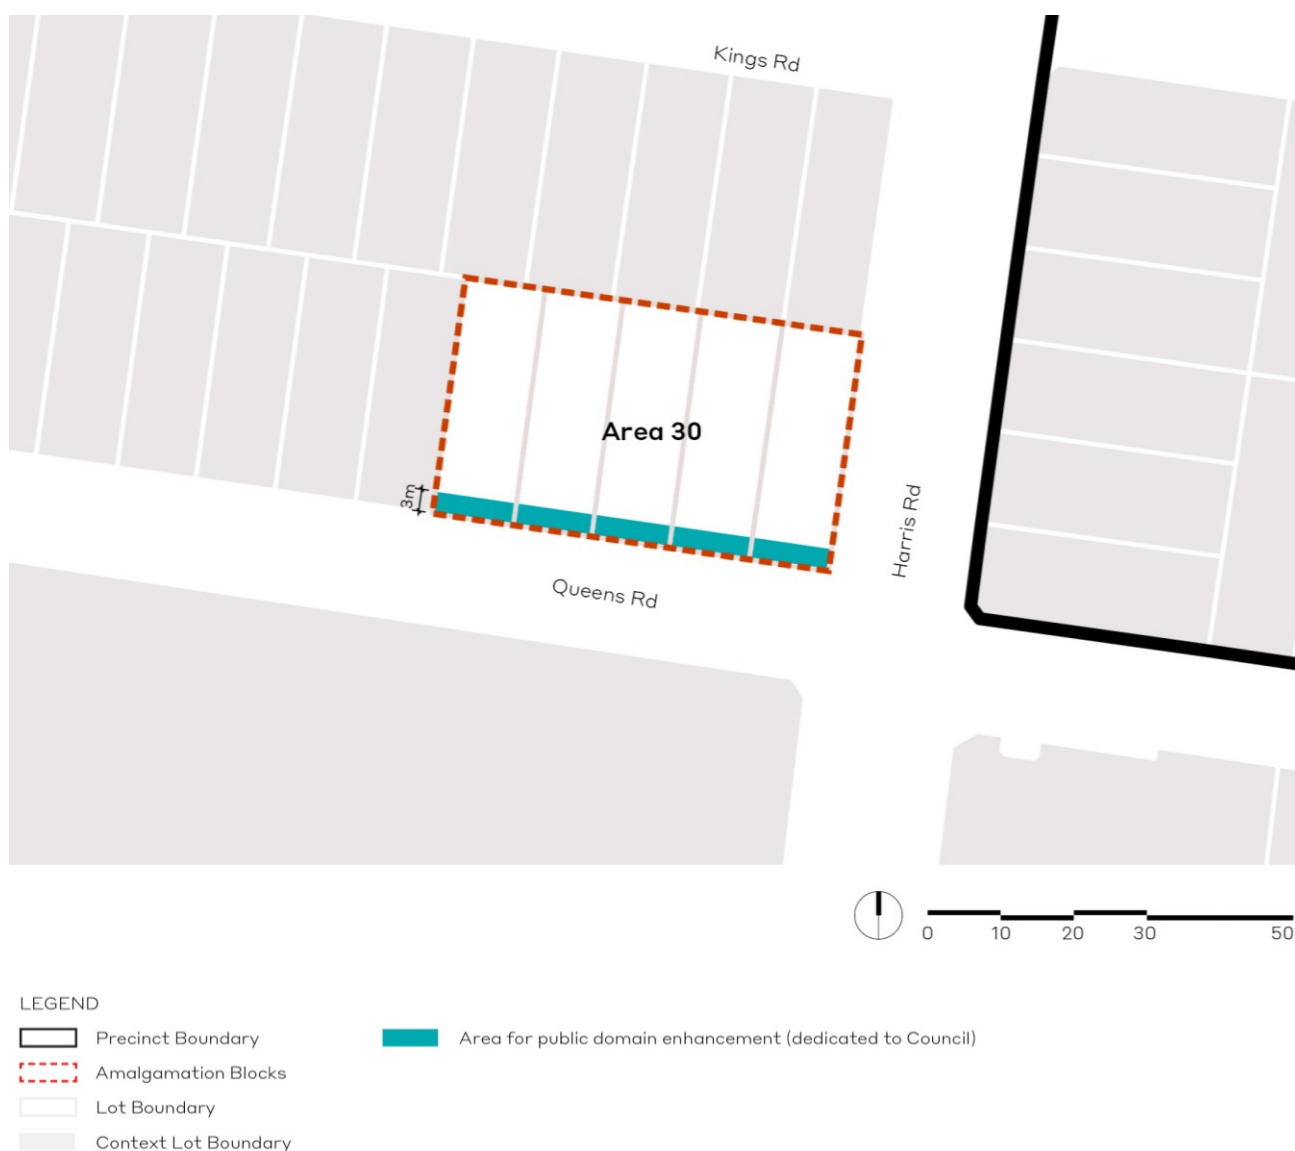 Kings Rd
Area 30
3m
Harris Rd
Queens Rd
0 10 20 30 50
LEGEND
Precinct Boundary
Area for public domain enhancement (dedicated to Council)
Amalgamation Blocks
Lot Boundary
Context Lot Boundary